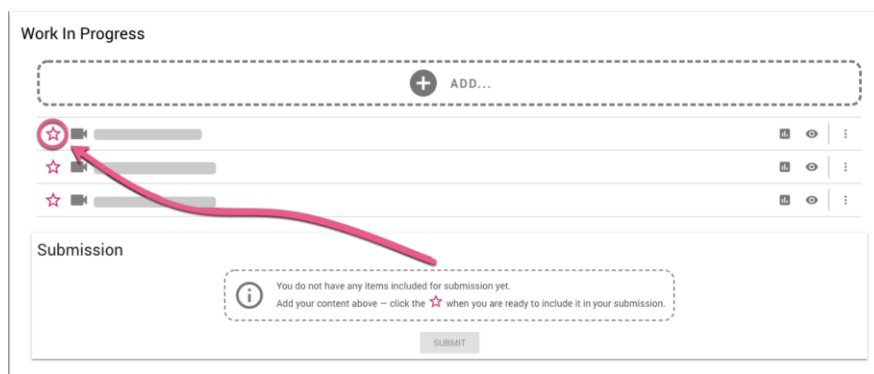 Work In Progress
ADD...
Submission
You do not have any items included for submission yet.
Add your content above – click the ☆ when you are ready to include it in your submission.
SUBMIT